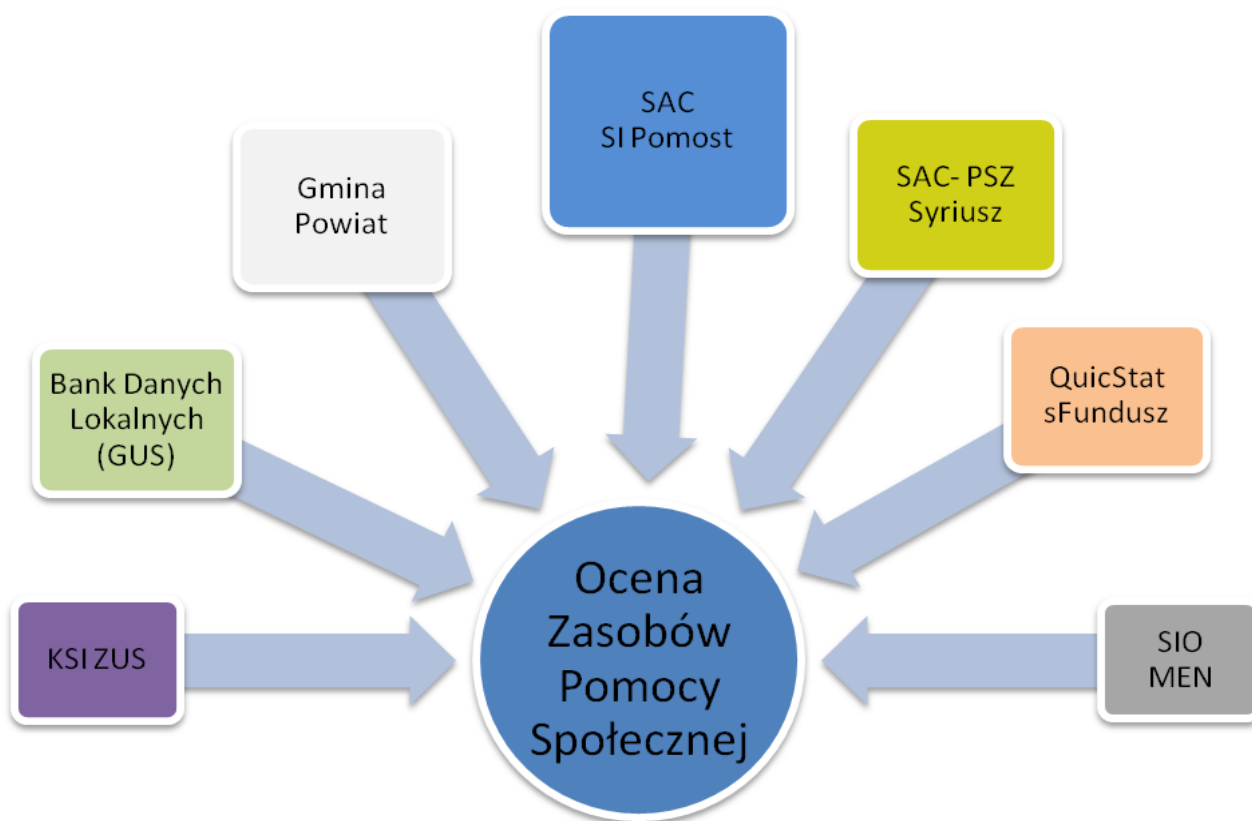 SAC
SI Pomost
Gmina
Powiat
SAC- PSZ
Syriusz
Bank Danych
Lokalnych
(GUS)
QuicStat
sFundusz
KSI ZUS
Ocena
Zasobów
Pomocy
Społecznej
SIO
MEN